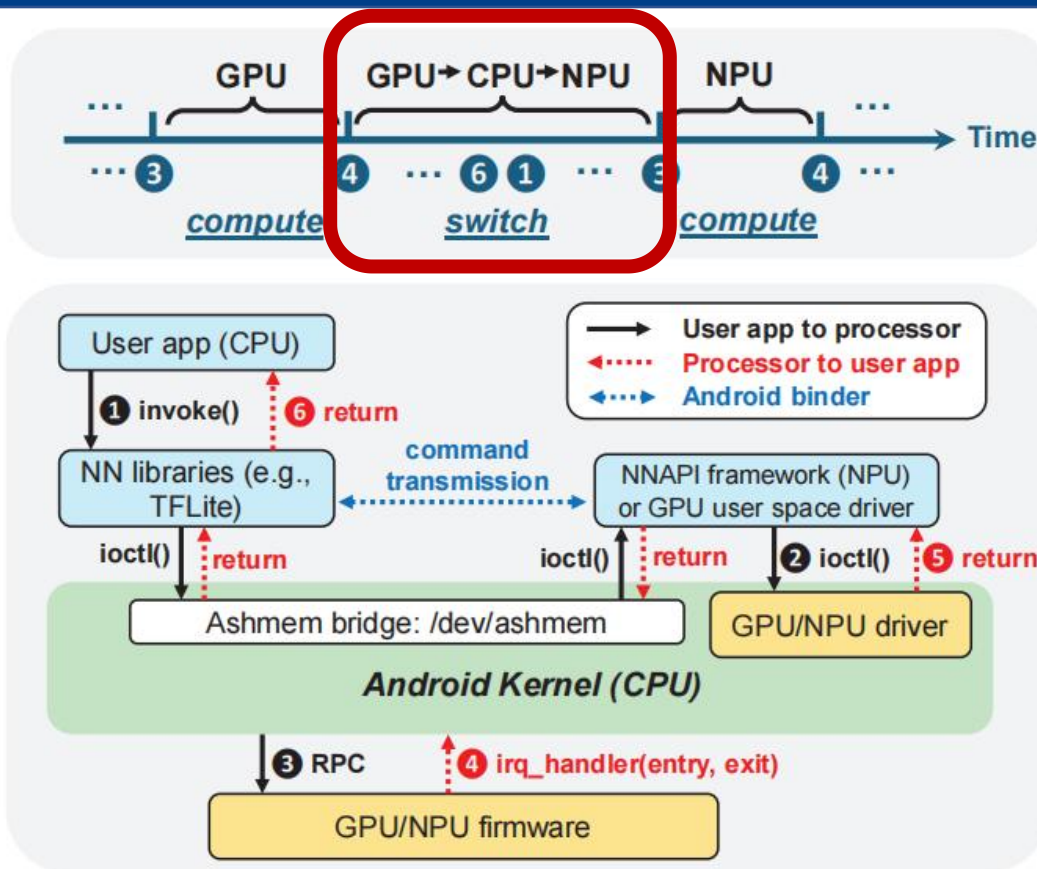 GPU
GPU→CPU→NPU
NPU
... ...
Time
... ③ ④ ... ⑥ ① ... ③ ④ ...
compute switch compute
User app (CPU)
① invoke()
⑥ return
NN libraries (e.g.,
TFLite)
User app to processor
Processor to user app
Android binder
command
transmission
NNAPI framework (NPU)
or GPU user space driver
ioctl()
return
ioctl()
return
② ioctl()
⑤ return
Ashmem bridge: /dev/ashmem
GPU/NPU driver
Android Kernel (CPU)
③ RPC
④ irq_handler(entry, exit)
GPU/NPU firmware